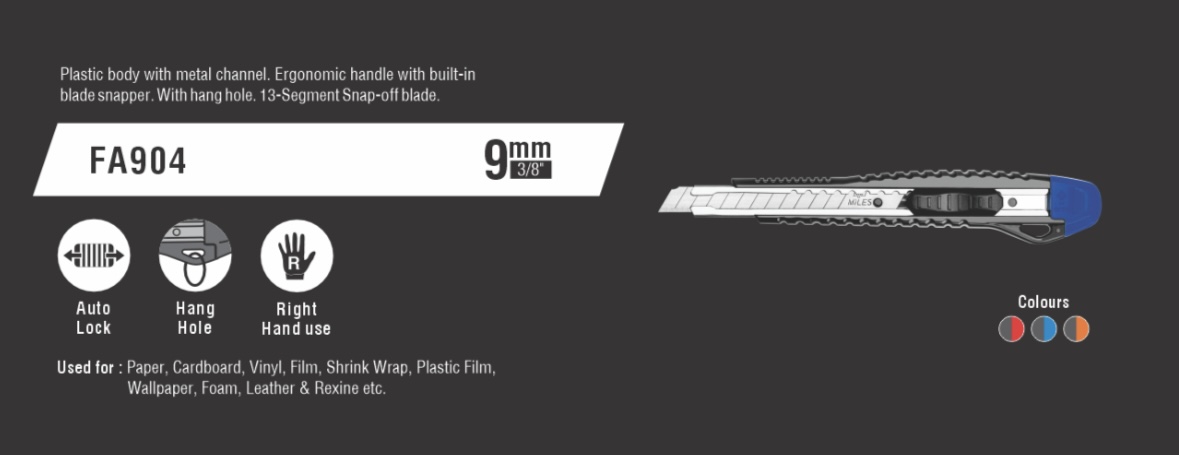 Plastic body with metal channel. Ergonomic handle with built-in
blade snapper. With hang hole. 13-Segment Snap-off blade.
FA904
9mm
3/8"
R
Auto
Lock
Hang
Hole
Right
Hand use
MILES
Colours
Used for : Paper, Cardboard, Vinyl, Film, Shrink Wrap, Plastic Film,
Wallpaper, Foam, Leather & Rexine etc.